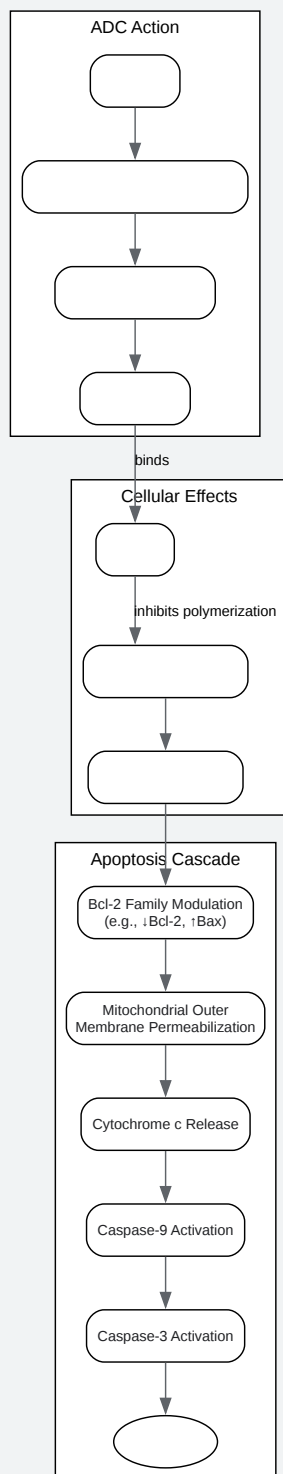 ADC Action
binds
Cellular Effects
inhibits polymerization
Apoptosis Cascade
Bcl-2 Family Modulation
(e.g., ↓Bcl-2, ↑Bax)
Mitochondrial Outer
Membrane Permeabilization
Cytochrome c Release
Caspase-9 Activation
Caspase-3 Activation